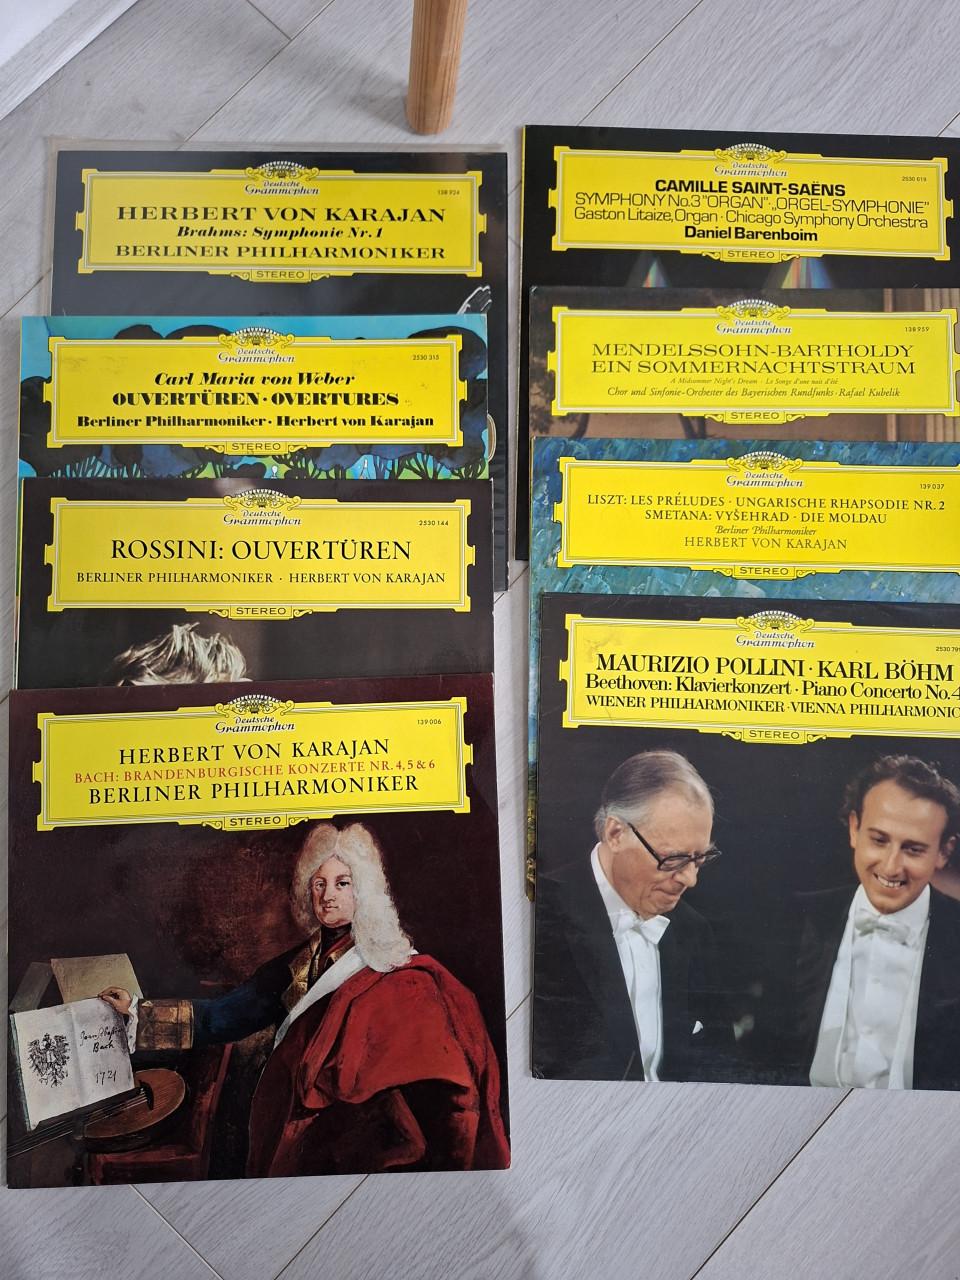 Deutsche
Grammophon
138 924
HERBERT VON KARAJAN
Brahms: Symphonie Nr. 1
BERLINER PHILHARMONIKER
STEREO
Deutsche
Grammophon
2530 315
Carl Maria von Weber
OUVERTÜREN · OVERTURES
Berliner Philharmoniker · Herbert von Karajan
STEREO
Deutsche
Grammophon
2530 144
ROSSINI: OUVERTÜREN
BERLINER PHILHARMONIKER · HERBERT VON KARAJAN
STEREO
Deutsche
Grammophon
139 006
HERBERT VON KARAJAN
BACH: BRANDENBURGISCHE KONZERTE NR. 4, 5 & 6
BERLINER PHILHARMONIKER
STEREO
Bach
1721
Deutsche
Grammophon
2530 619
CAMILLE SAINT-SAËNS
SYMPHONY No.3 "ORGAN" · „ORGEL-SYMPHONIE"
Gaston Litaize, Organ · Chicago Symphony Orchestra
Daniel Barenboim
STEREO
Deutsche
Grammophon
138 959
MENDELSSOHN-BARTHOLDY
EIN SOMMERNACHTSTRAUM
A Midsummer Night's Dream · Le Songe d'une nuit d'été
Chor und Sinfonie-Orchester des Bayerischen Rundfunks · Rafael Kubelik
STEREO
Deutsche
Grammophon
139 037
LISZT: LES PRÉLUDES · UNGARISCHE RHAPSODIE NR. 2
SMETANA: VYŠEHRAD · DIE MOLDAU
Berliner Philharmoniker
HERBERT VON KARAJAN
STEREO
Deutsche
Grammophon
2530 791
MAURIZIO POLLINI · KARL BÖHM
Beethoven: Klavierkonzert · Piano Concerto No. 4
WIENER PHILHARMONIKER · VIENNA PHILHARMONIC
STEREO